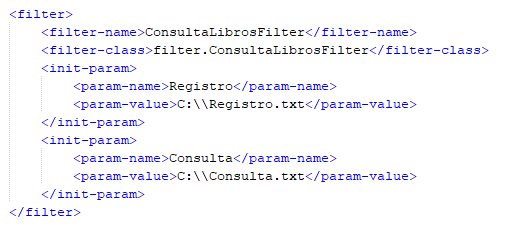 <filter>
    <filter-name>ConsultaLibrosFilter</filter-name>
    <filter-class>filter.ConsultaLibrosFilter</filter-class>
    <init-param>
        <param-name>Registro</param-name>
        <param-value>C:\\Registro.txt</param-value>
    </init-param>
    <init-param>
        <param-name>Consulta</param-name>
        <param-value>C:\\Consulta.txt</param-value>
    </init-param>
</filter>